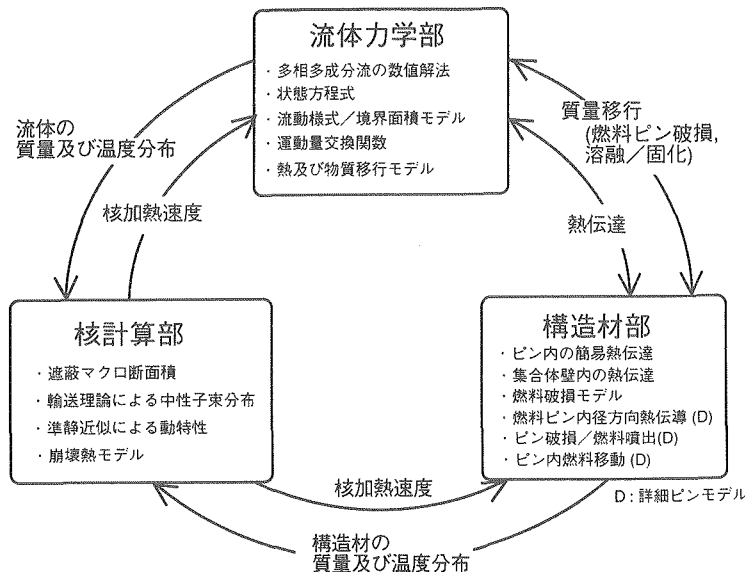 流体力学部
・多相多成分流の数値解法
・状態方程式
・流動様式／境界面積モデル
・運動量交換関数
・熱及び物質移行モデル
流体の
質量及び温度分布
核加熱速度
質量移行
(燃料ピン破損,
溶融／固化)
熱伝達
核計算部
・遮蔽マクロ断面積
・輸送理論による中性子束分布
・準静近似による動特性
・崩壊熱モデル
構造材部
・ピン内の簡易熱伝達
・集合体壁内の熱伝達
・燃料破損モデル
・燃料ピン内径方向熱伝導 (D)
・ピン破損／燃料噴出(D)
・ピン内燃料移動 (D)
D : 詳細ピンモデル
核加熱速度
構造材の
質量及び温度分布